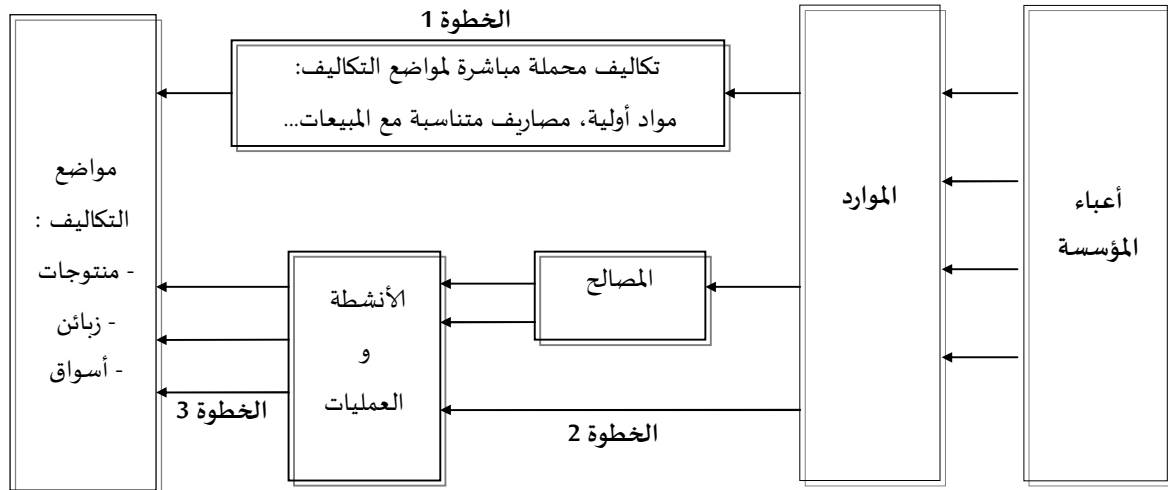 الخطوة 1
تكاليف محملة مباشرة لمواضع التكاليف:
مواد أولية، مصاريف متناسبة مع المبيعات...
أعباء
المؤسسة
الموارد
المصالح
الأنشطة
و
العمليات
مواضع
التكاليف :
- منتوجات
- زبائن
- أسواق
الخطوة 2
الخطوة 3